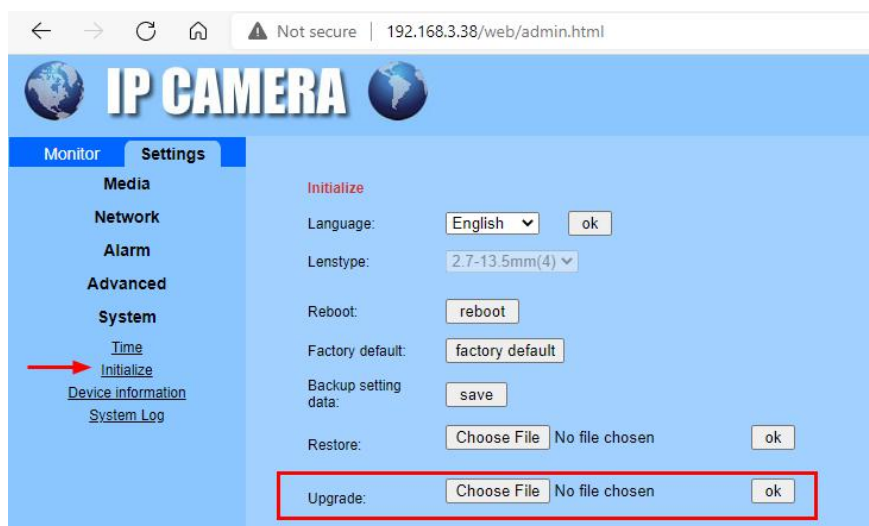 Not secure | 192.168.3.38/web/admin.html
IP CAMERA
Monitor Settings
Media
Network
Alarm
Advanced
System
Time
Initialize
Device information
System Log
Initialize
Language: English ok
Lenstype: 2.7-13.5mm(4)
Reboot: reboot
Factory default: factory default
Backup setting
data: save
Restore: Choose File No file chosen ok
Upgrade: Choose File No file chosen ok